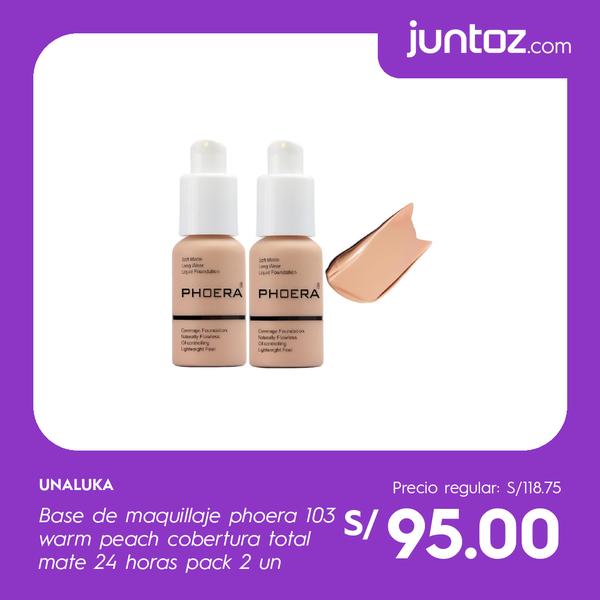 juntoz.com
Soft Matte
Long Wear
Liquid Foundation
PHOERA
Coverage Foundation
Naturally Flawless
Oil controlling
Lightweight Feel
Soft Matte
Long Wear
Liquid Foundation
PHOERA
Coverage Foundation
Naturally Flawless
Oil controlling
Lightweight Feel
UNALUKA
Base de maquillaje phoera 103
warm peach cobertura total
mate 24 horas pack 2 un
Precio regular: S/118.75
S/ 95.00